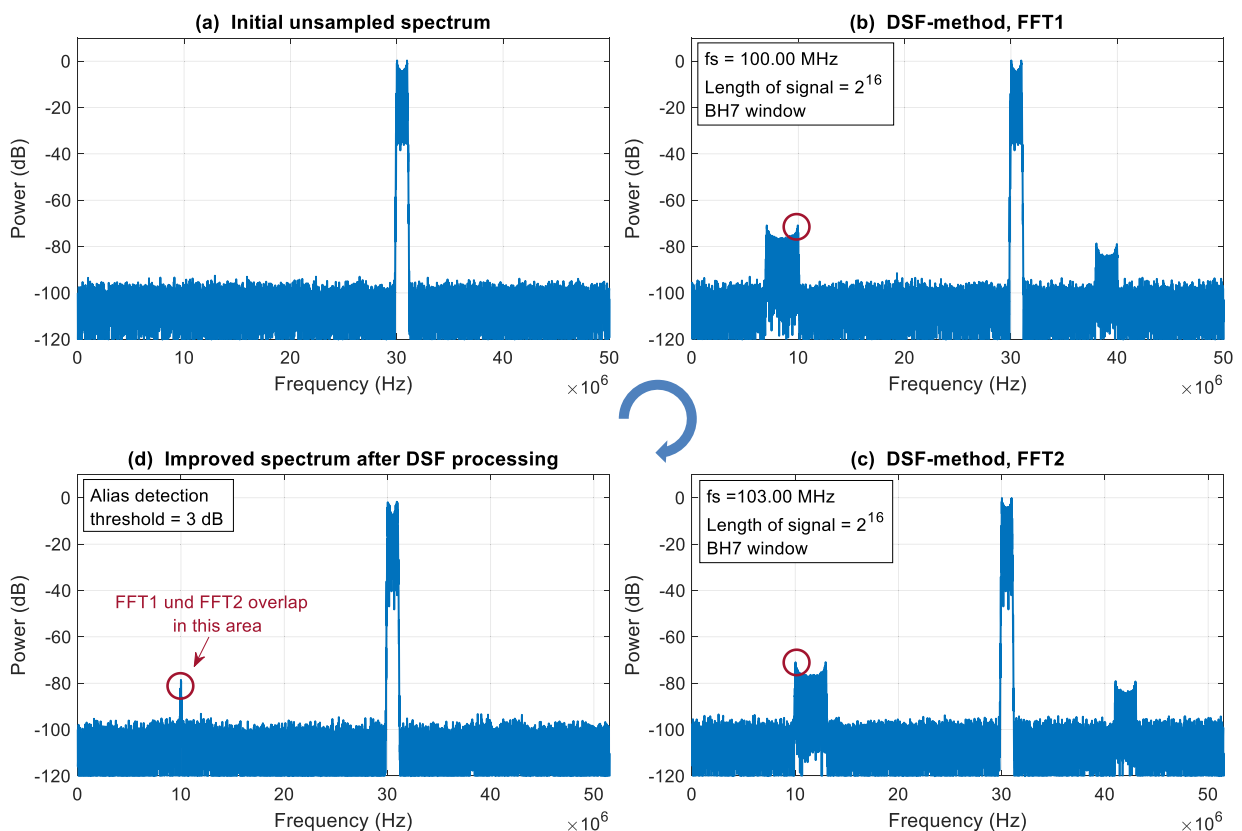 (a) Initial unsampled spectrum
Power (dB)
0
-20
-40
-60
-80
-100
-120
0 10 20 30 40 50
Frequency (Hz)
×10^6
(b) DSF-method, FFT1
fs = 100.00 MHz
Length of signal = 2^16
BH7 window
Power (dB)
0
-20
-40
-60
-80
-100
-120
0 10 20 30 40 50
Frequency (Hz)
×10^6
(d) Improved spectrum after DSF processing
Alias detection
threshold = 3 dB
FFT1 und FFT2 overlap
in this area
Power (dB)
0
-20
-40
-60
-80
-100
-120
0 10 20 30 40 50
Frequency (Hz)
×10^6
(c) DSF-method, FFT2
fs =103.00 MHz
Length of signal = 2^16
BH7 window
Power (dB)
0
-20
-40
-60
-80
-100
-120
0 10 20 30 40 50
Frequency (Hz)
×10^6